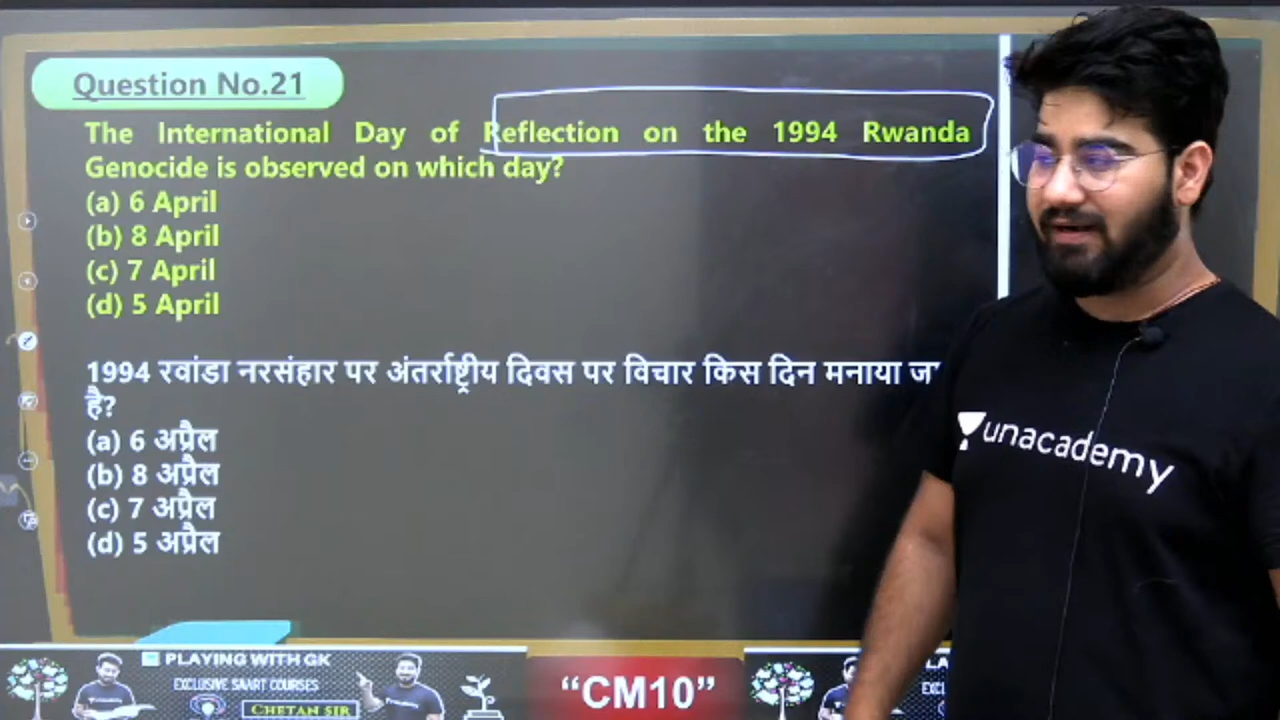 Question No.21
The International Day of Reflection on the 1994 Rwanda
Genocide is observed on which day?
(a) 6 April
(b) 8 April
(c) 7 April
(d) 5 April
1994 रवांडा नरसंहार पर अंतर्राष्ट्रीय दिवस पर विचार किस दिन मनाया
है?
(a) 6 अप्रैल
(b) 8 अप्रैल
(c) 7 अप्रैल
(d) 5 अप्रैल
unacademy
PLAYING WITH GK
EXCLUSIVE SAART COURSES
CHETAN SIR
“CM10”